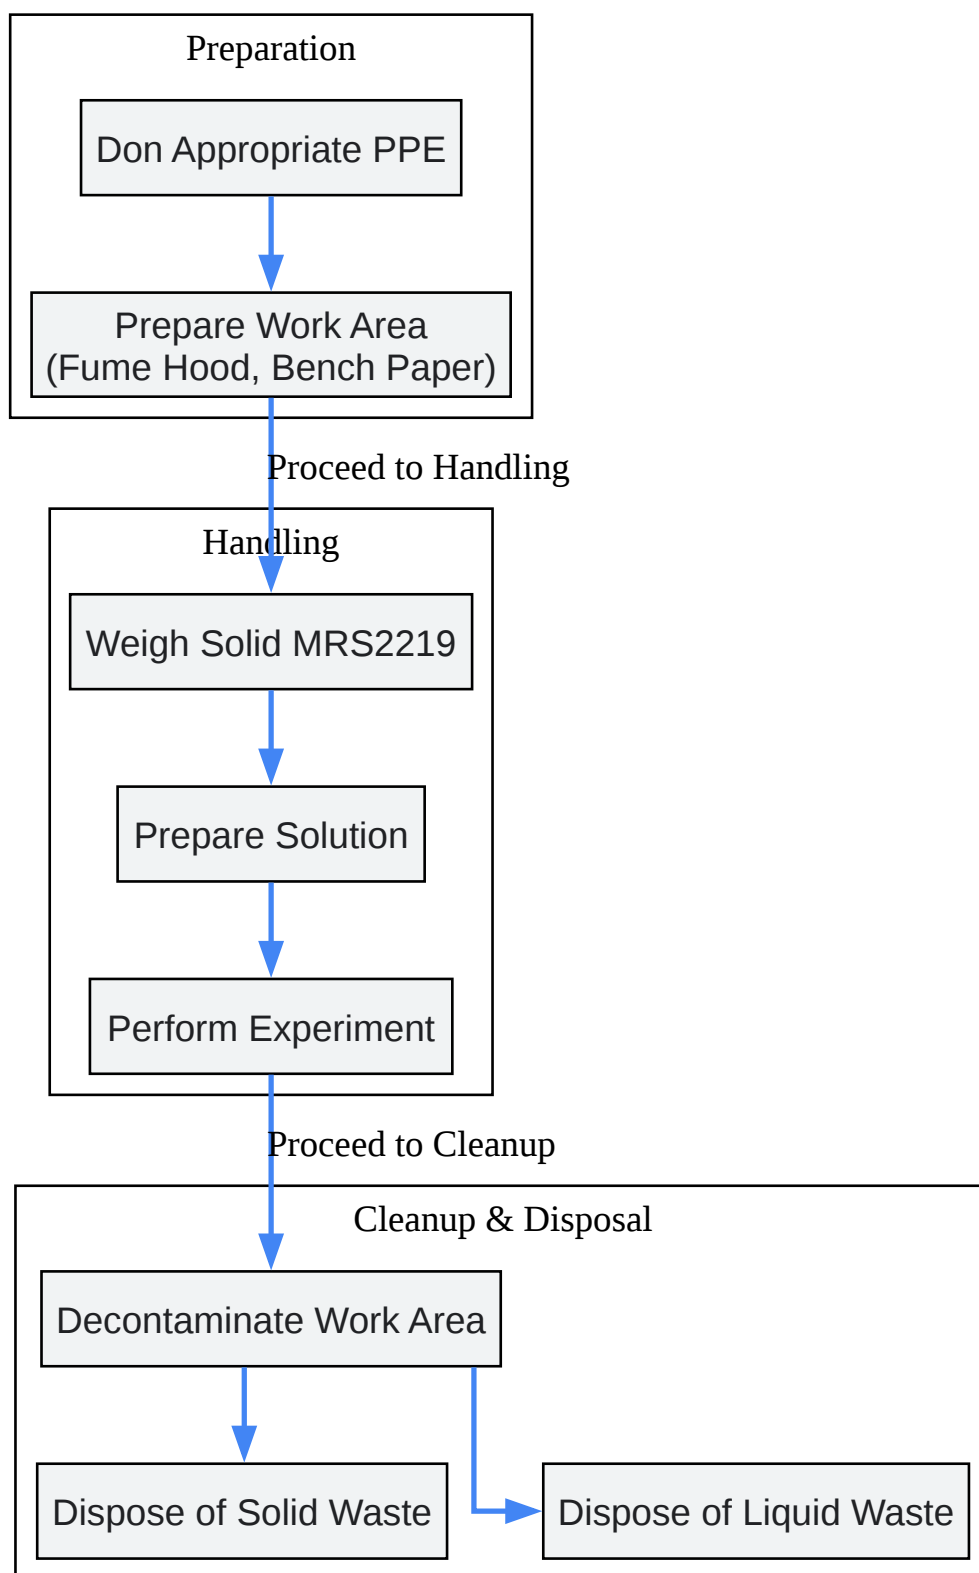 Preparation
Don Appropriate PPE
Prepare Work Area
(Fume Hood, Bench Paper)
Proceed to Handling
Handling
Weigh Solid MRS2219
Prepare Solution
Perform Experiment
Proceed to Cleanup
Cleanup & Disposal
Decontaminate Work Area
Dispose of Solid Waste
Dispose of Liquid Waste